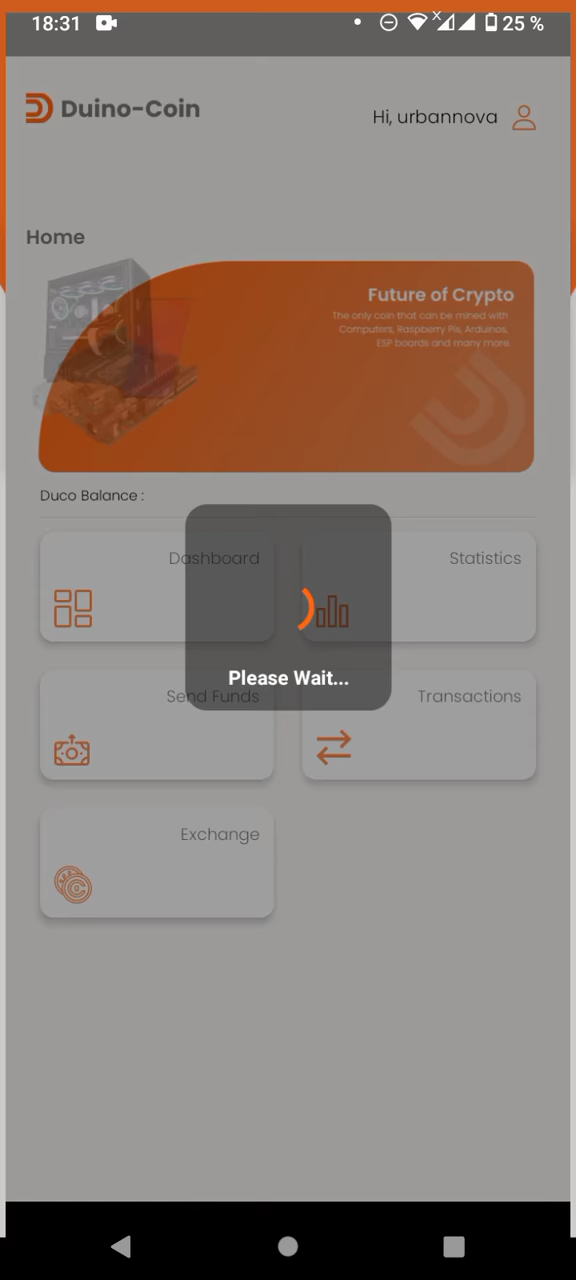 18:31
25 %
Duino-Coin
Hi, urbannova
Home
Future of Crypto
The only coin that can be mined with
Computers, Raspberry Pis, Arduinos,
ESP boards and many more.
Duco Balance :
Dashboard
Statistics
Please Wait...
Send Funds
Transactions
Exchange